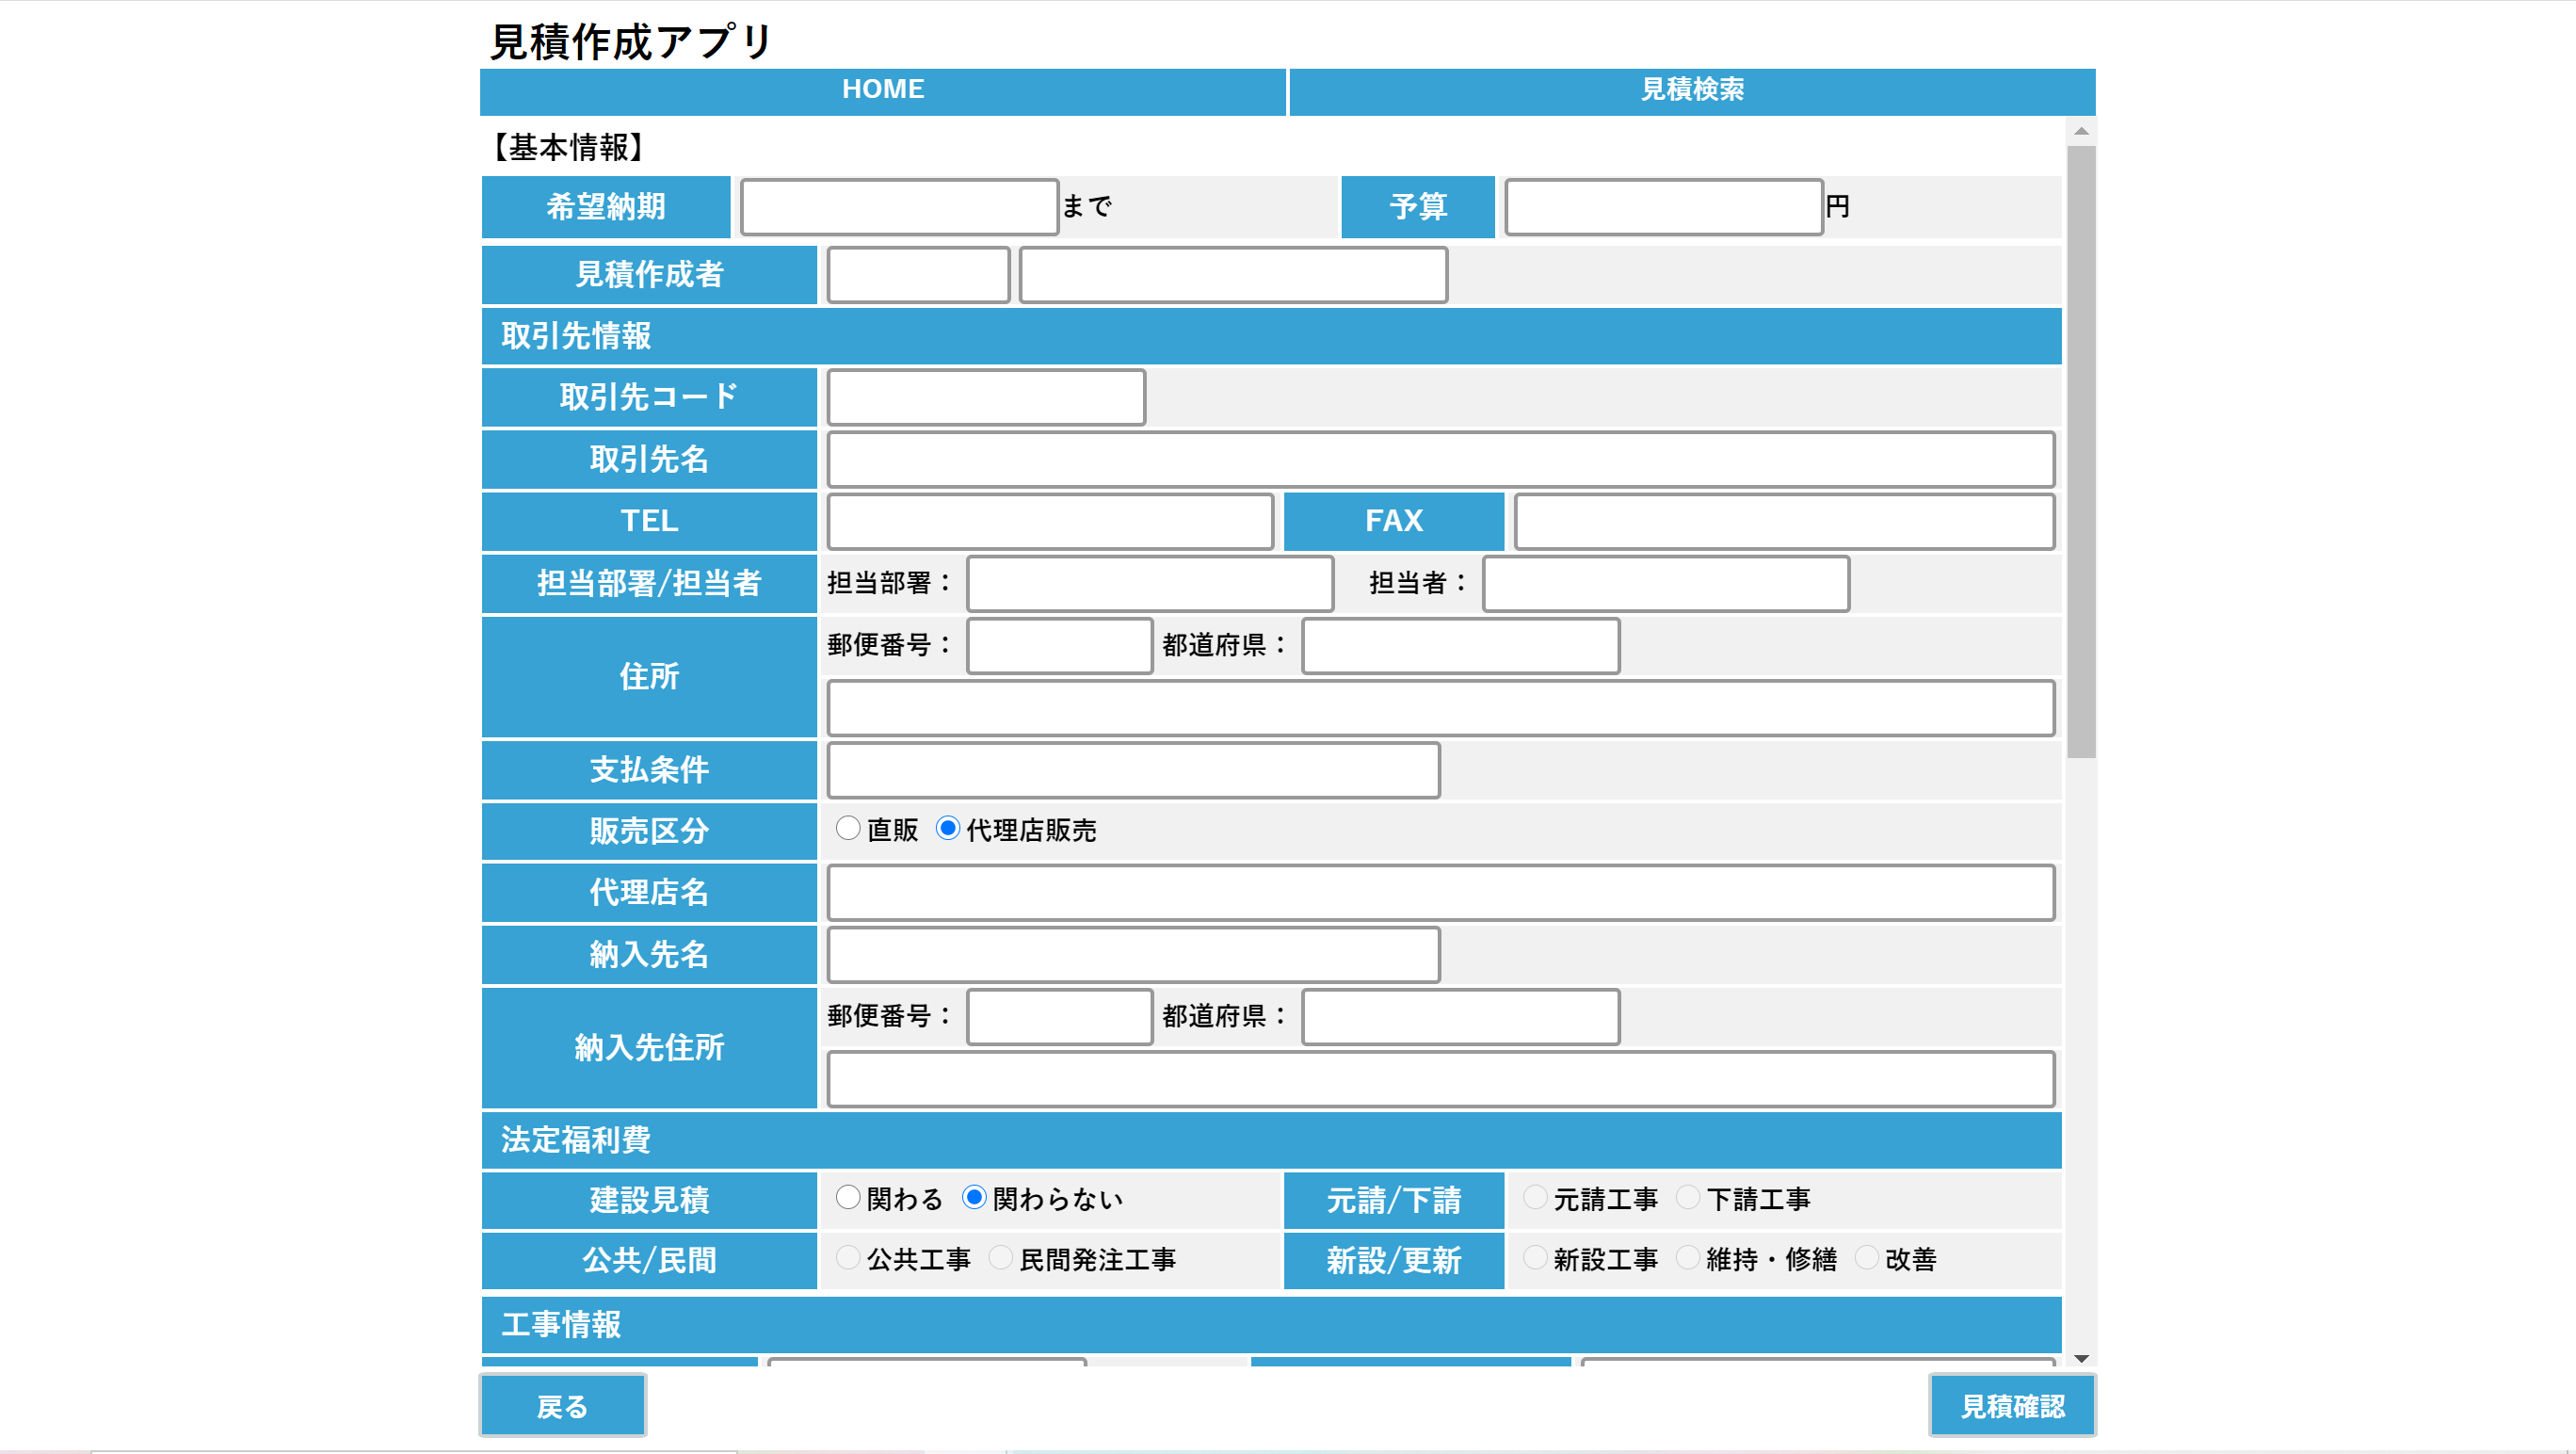 見積作成アプリ
HOME 見積検索
【基本情報】
希望納期 まで 予算 円
見積作成者
取引先情報
取引先コード
取引先名
TEL FAX
担当部署/担当者 担当部署： 担当者：
住所 郵便番号： 都道府県：
支払条件
販売区分 直販 代理店販売
代理店名
納入先名
納入先住所 郵便番号： 都道府県：
法定福利費
建設見積 関わる 関わらない 元請/下請 元請工事 下請工事
公共/民間 公共工事 民間発注工事 新設/更新 新設工事 維持・修繕 改善
工事情報
戻る 見積確認